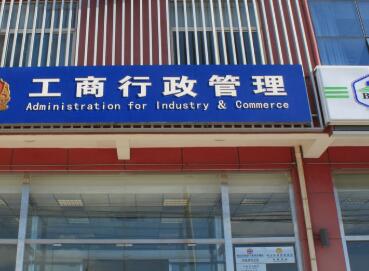 工商行政管理
Administration for Industry & Commerce